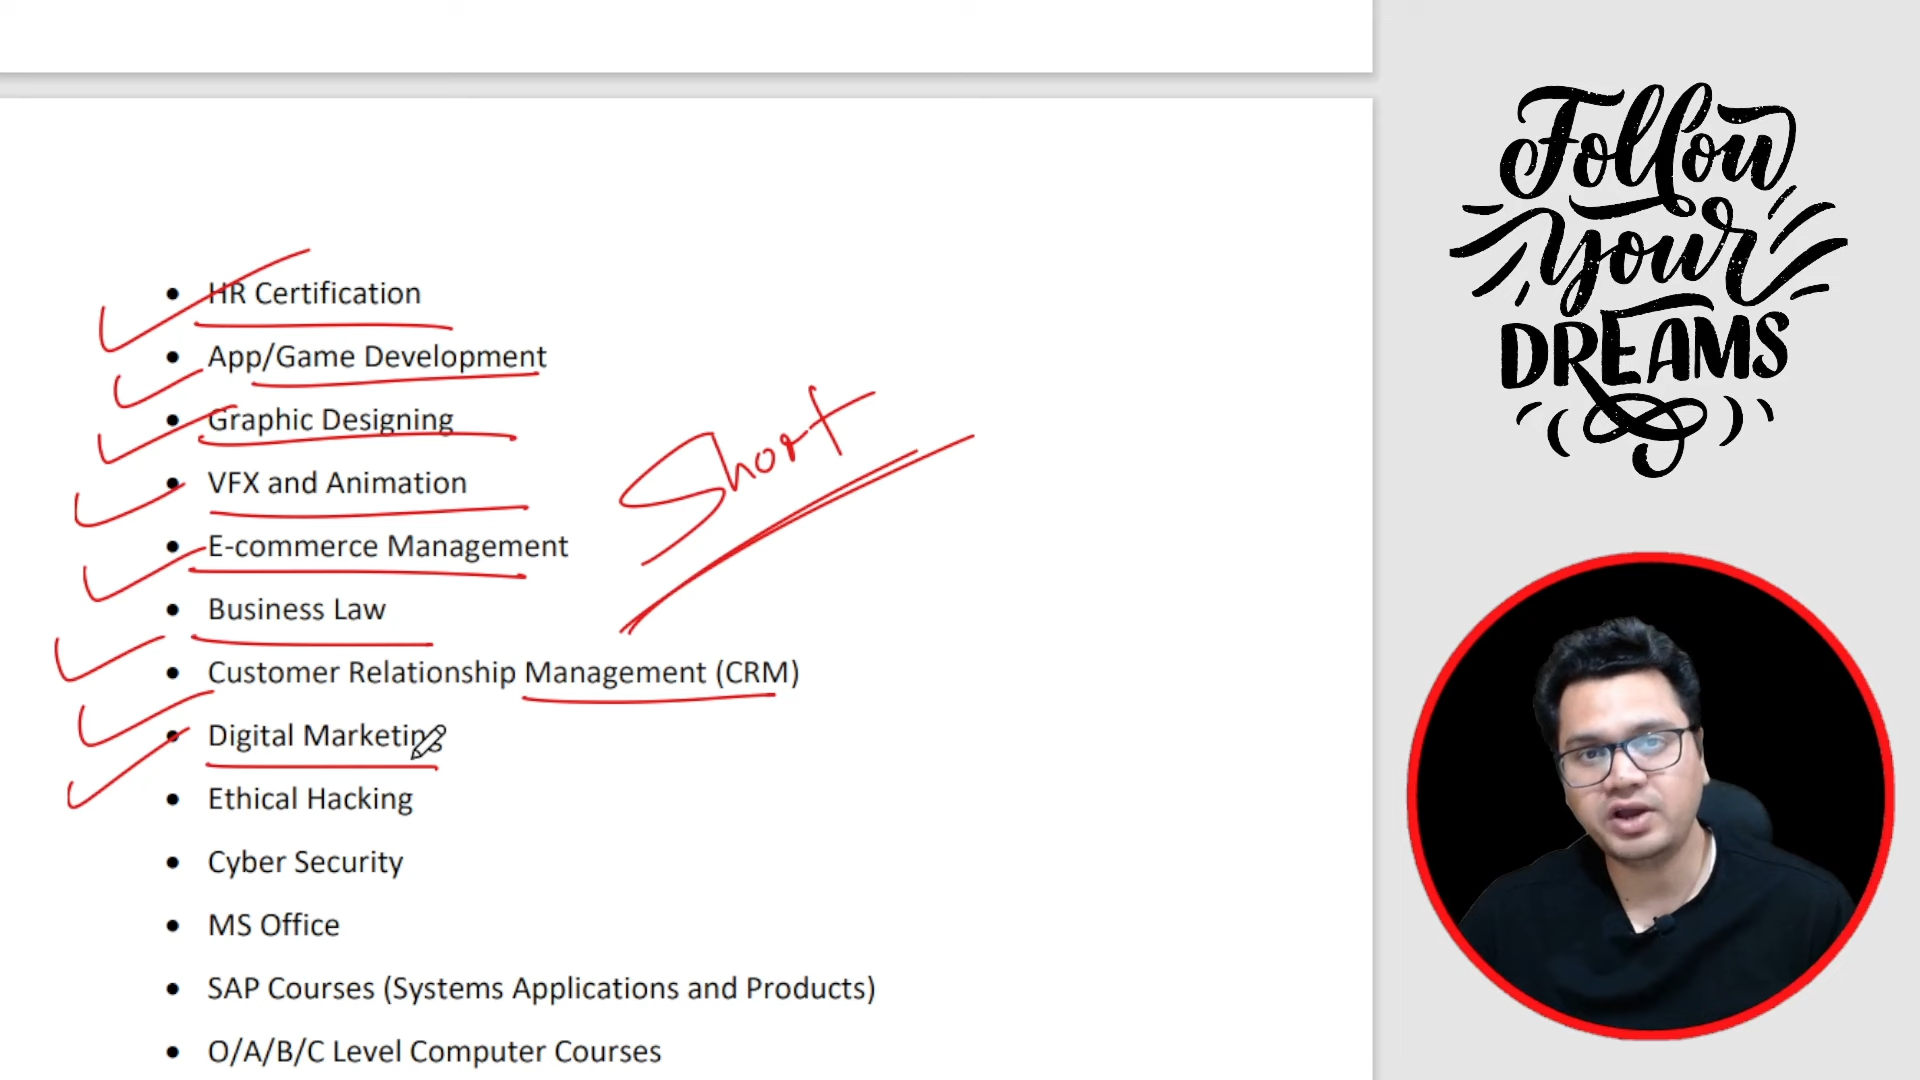 HR Certification
App/Game Development
Graphic Designing
VFX and Animation
E-commerce Management
Business Law
Customer Relationship Management (CRM)
Digital Marketing
Ethical Hacking
Cyber Security
MS Office
SAP Courses (Systems Applications and Products)
O/A/B/C Level Computer Courses
Short
Follow
Your
DREAMS